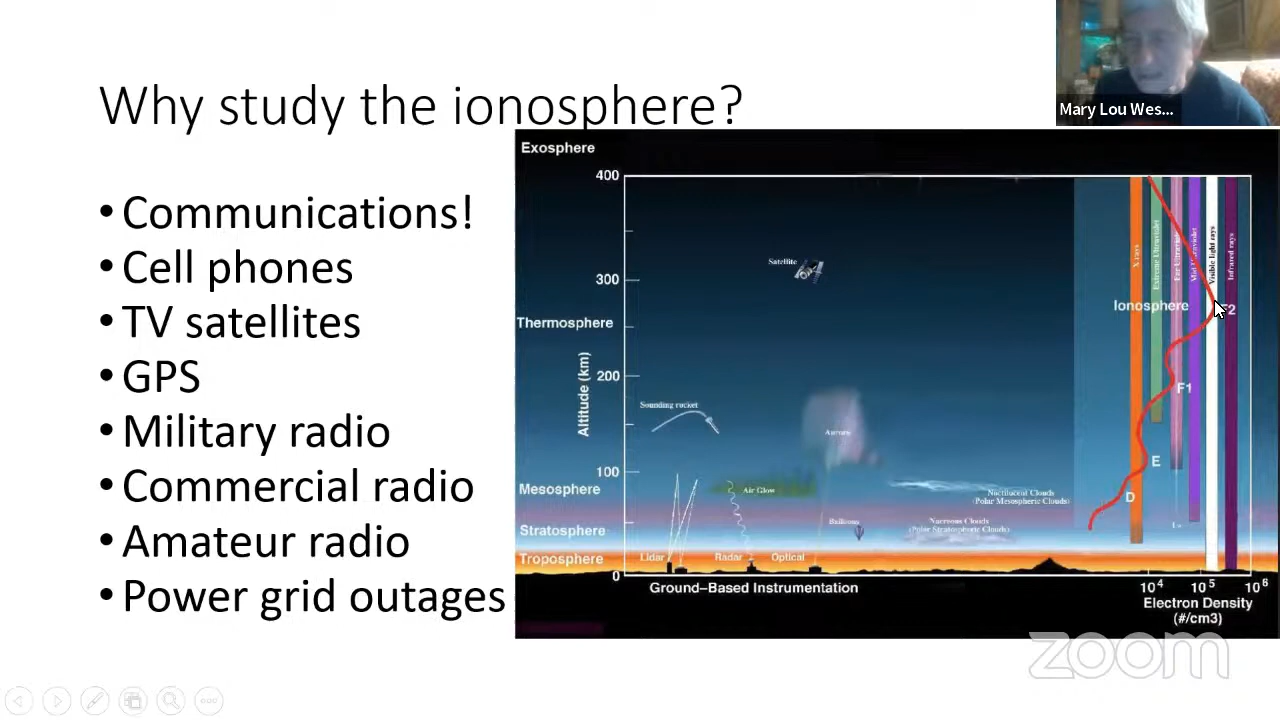 Mary Lou Wes...
Why study the ionosphere?
• Communications!
• Cell phones
• TV satellites
• GPS
• Military radio
• Commercial radio
• Amateur radio
• Power grid outages
Exosphere
400
300
Thermosphere
200
100
Mesosphere
Stratosphere
Troposphere
0
Altitude (km)
Satellite
Sounding rocket
Aurora
Air Glow
Noctilucent Clouds
(Polar Mesospheric Clouds)
Balloons
Nacreous Clouds
(Polar Stratospheric Clouds)
Lidar
Radar
Optical
Ground–Based Instrumentation
X rays
Extreme Ultraviolet
Far Ultraviolet
Mid Ultraviolet
Visible light rays
Infrared rays
Ionosphere
F2
F1
E
D
10⁴
10⁵
10⁶
Electron Density
(#/cm3)
zoom